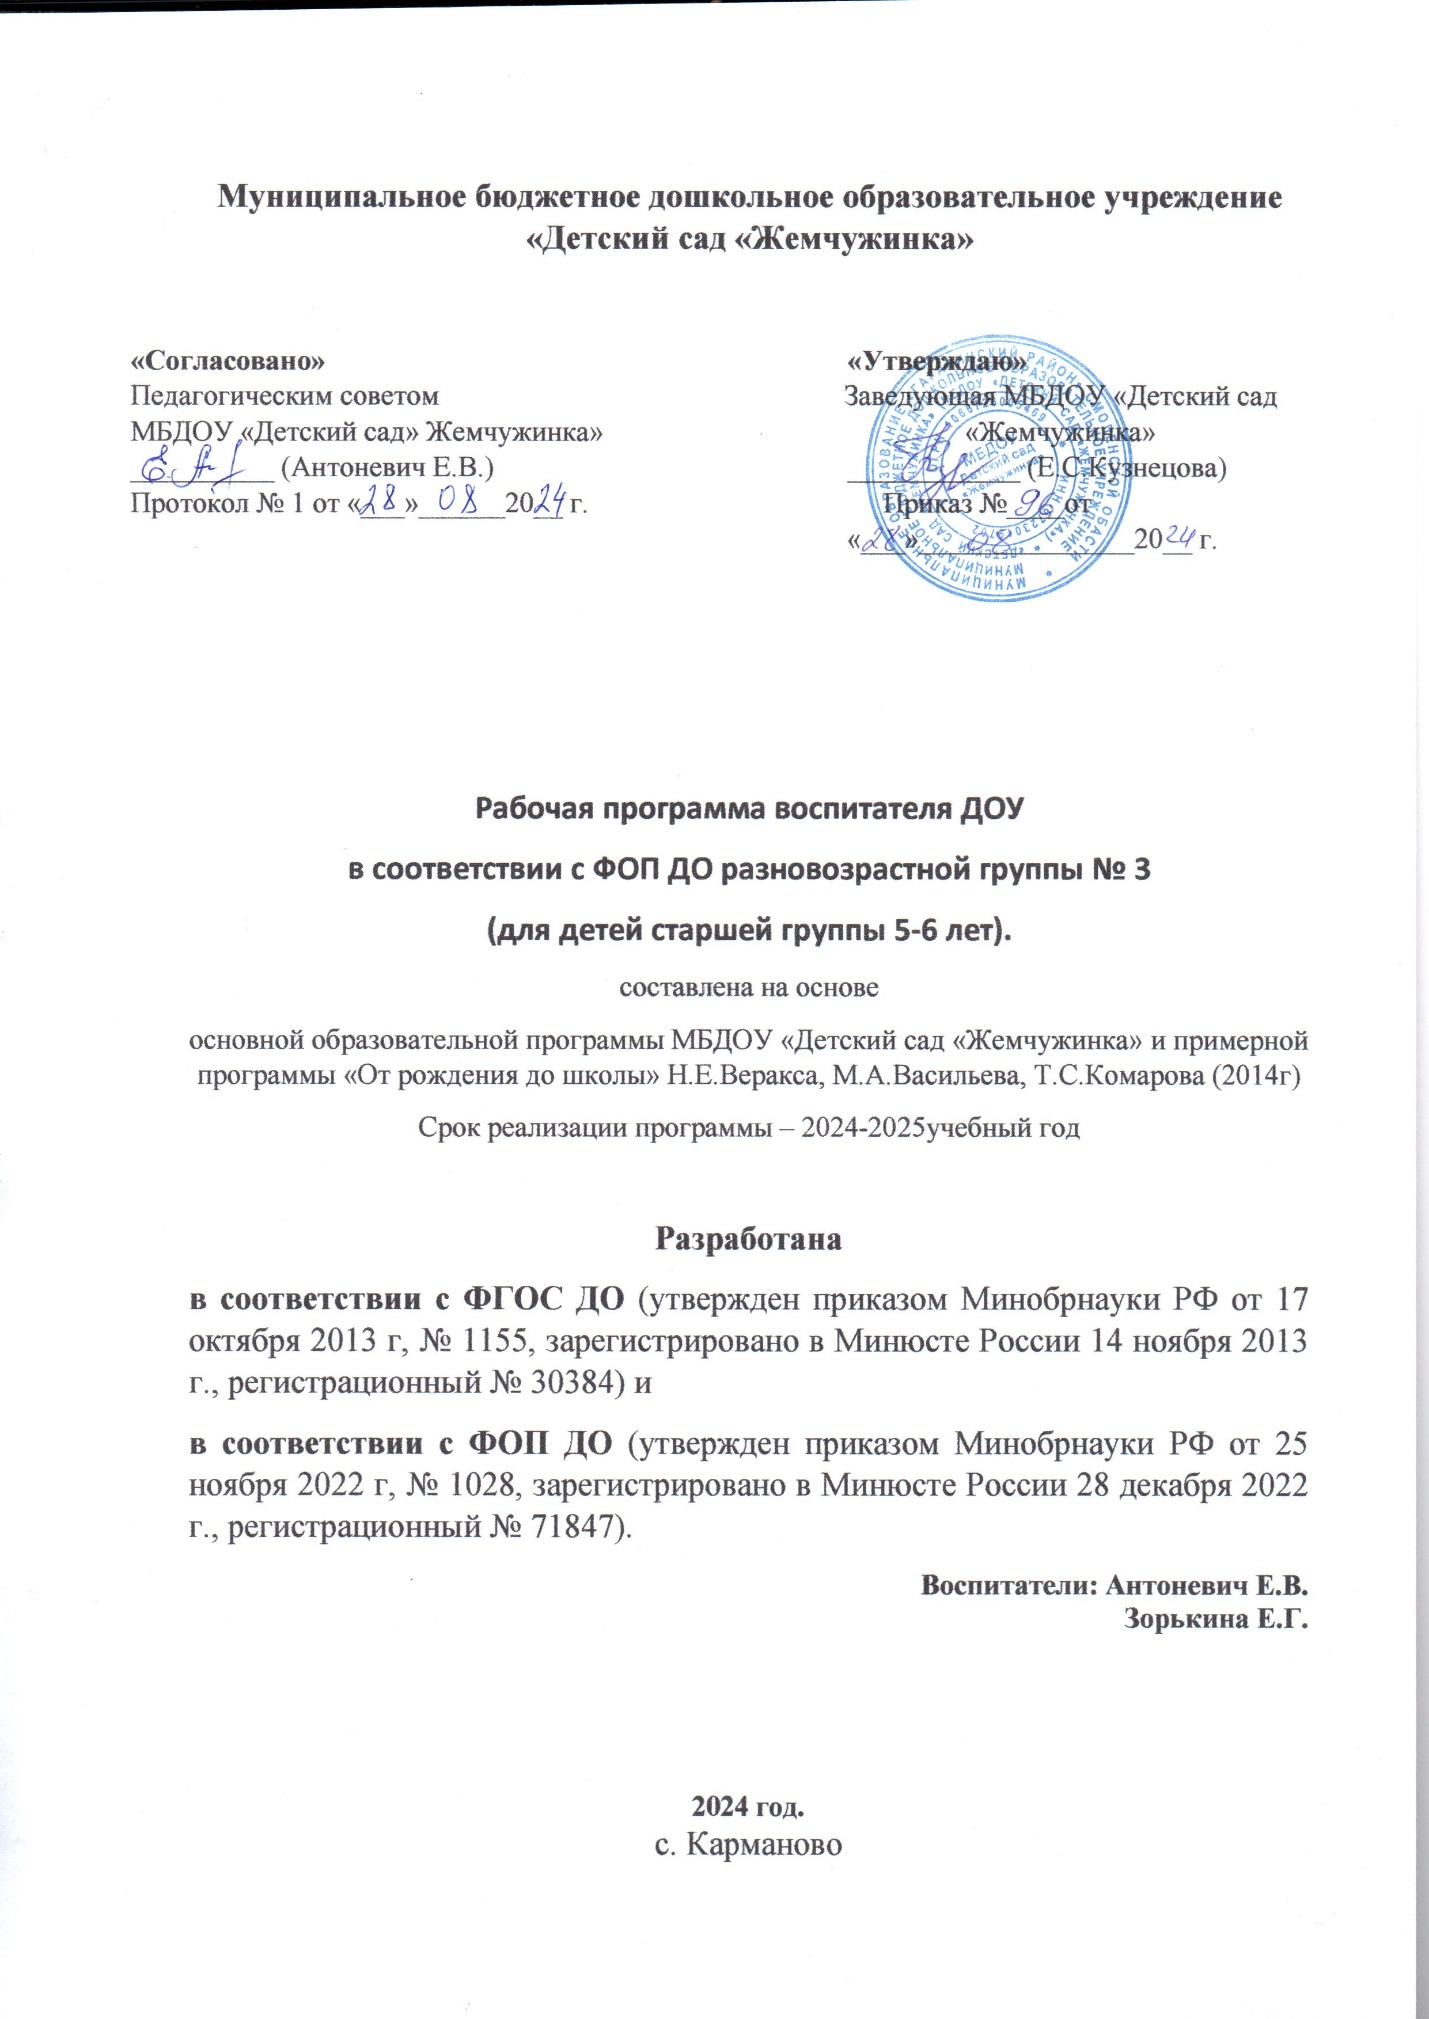 Муниципальное бюджетное дошкольное образовательное учреждение
«Детский сад «Жемчужинка»
«Согласовано»
Педагогическим советом
МБДОУ «Детский сад» Жемчужинка»
__________ (Антоневич Е.В.)
Протокол № 1 от «28» 08 2024 г.
«Утверждаю»
Заведующая МБДОУ «Детский сад
«Жемчужинка»
____________ (Е.С.Кузнецова)
Приказ № 96 от
«28» 08 2024 г.
МБДОУ
«Детский сад
«Жемчужинка»
Рабочая программа воспитателя ДОУ
в соответствии с ФОП ДО разновозрастной группы № 3
(для детей старшей группы 5-6 лет).
составлена на основе
основной образовательной программы МБДОУ «Детский сад «Жемчужинка» и примерной
программы «От рождения до школы» Н.Е.Веракса, М.А.Васильева, Т.С.Комарова (2014г)
Срок реализации программы – 2024-2025учебный год
Разработана
в соответствии с ФГОС ДО (утвержден приказом Минобрнауки РФ от 17
октября 2013 г, № 1155, зарегистрировано в Минюсте России 14 ноября 2013
г., регистрационный № 30384) и
в соответствии с ФОП ДО (утвержден приказом Минобрнауки РФ от 25
ноября 2022 г, № 1028, зарегистрировано в Минюсте России 28 декабря 2022
г., регистрационный № 71847).
Воспитатели: Антоневич Е.В.
Зорькина Е.Г.
2024 год.
с. Карманово